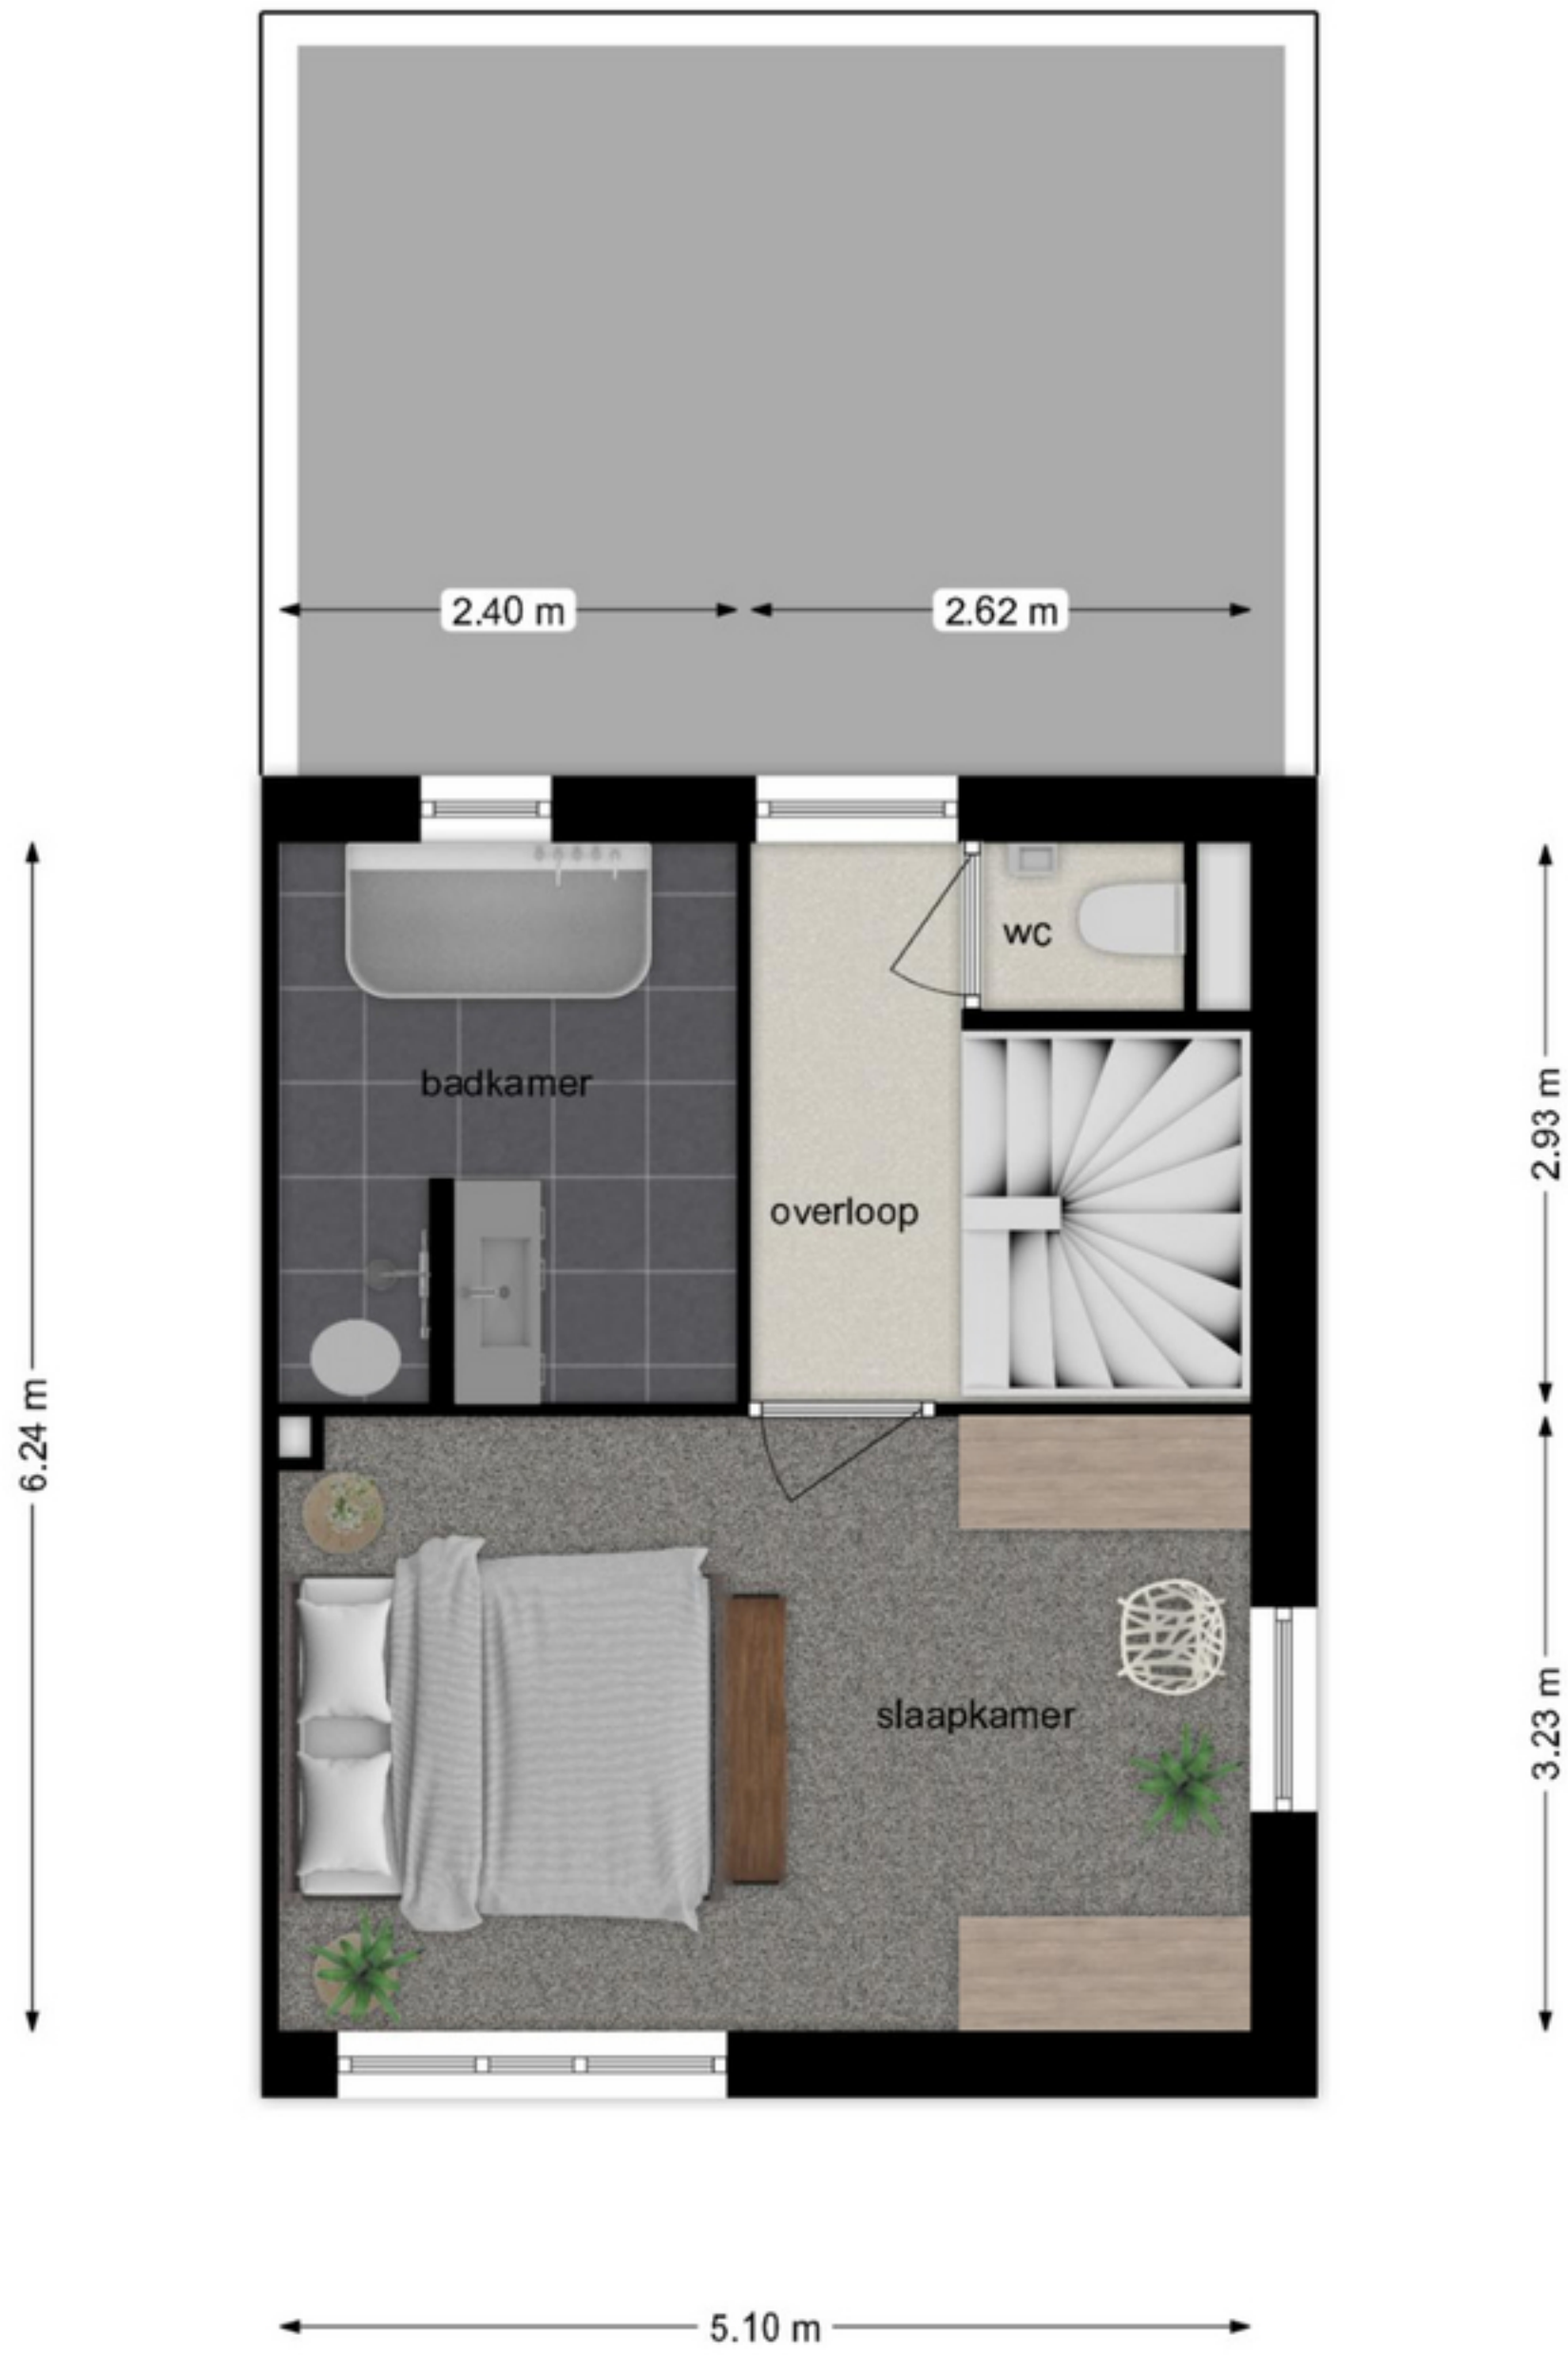 2.40 m
2.62 m
wc
badkamer
2.93 m
overloop
6.24 m
slaapkamer
3.23 m
5.10 m